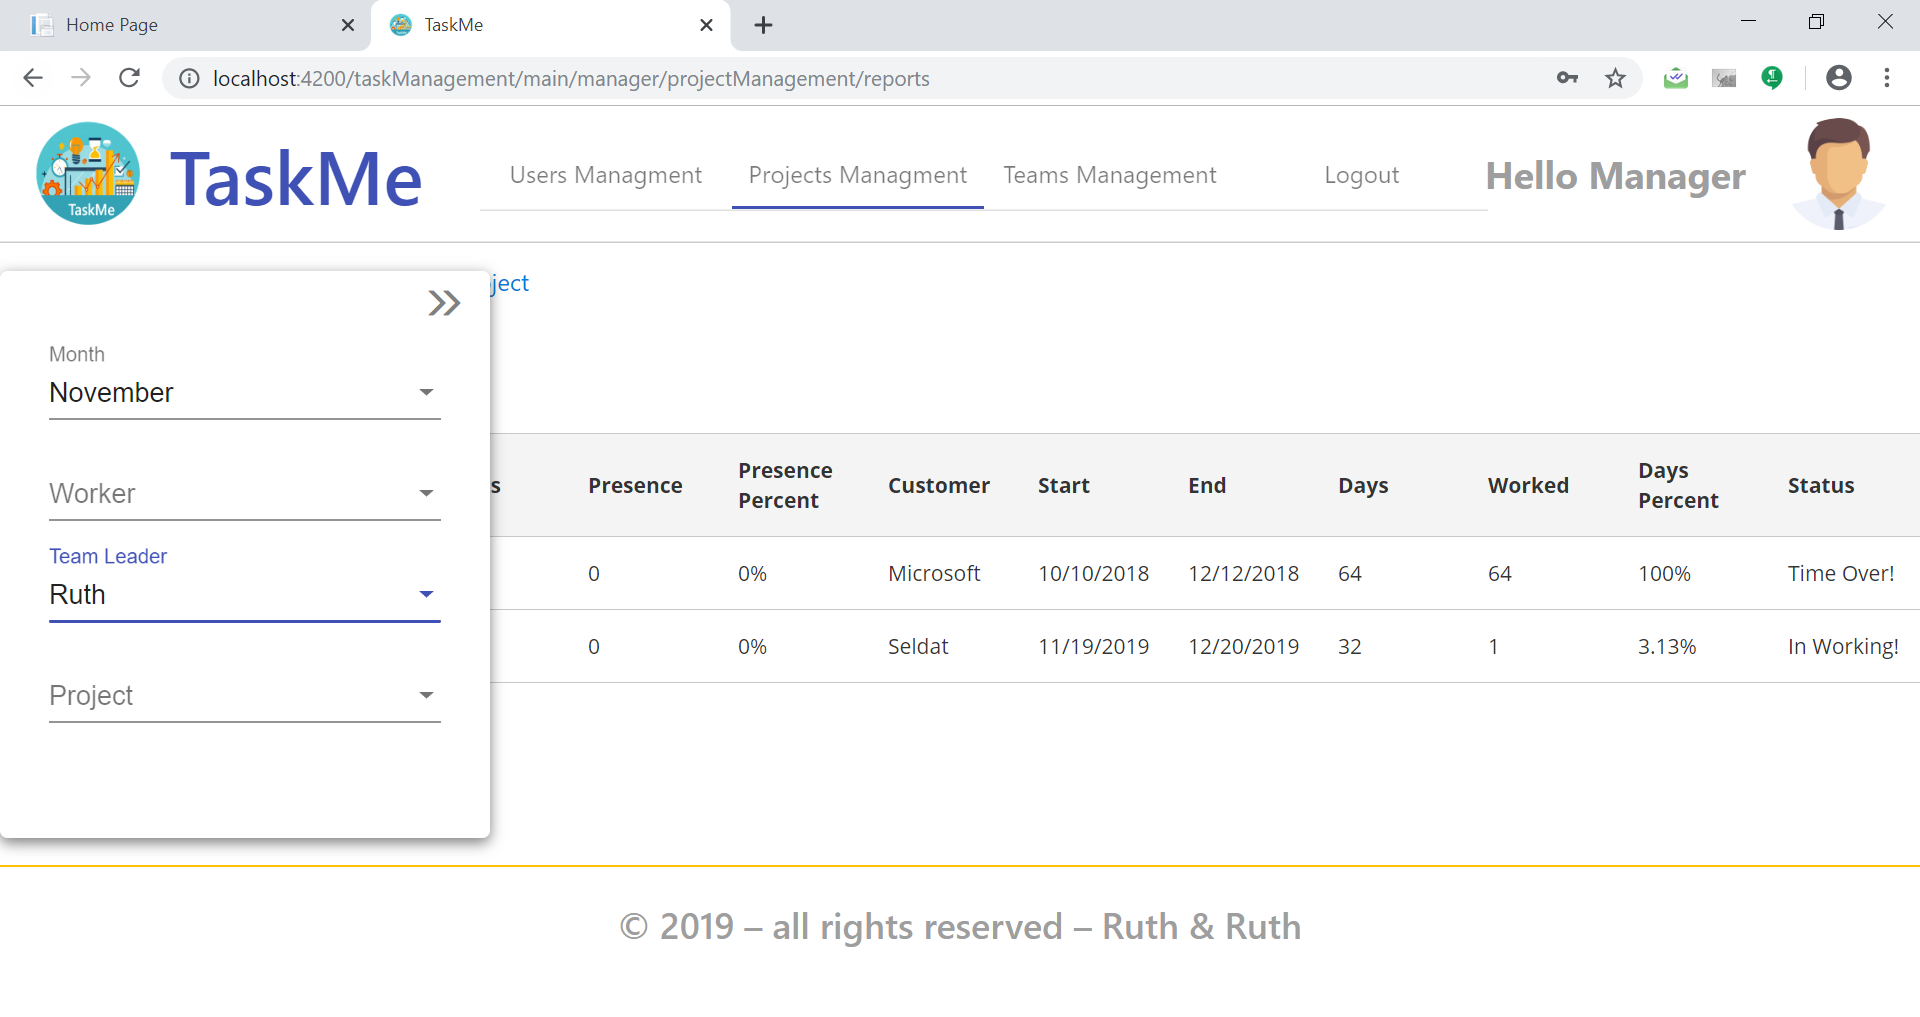 Home Page
TaskMe
localhost:4200/taskManagement/main/manager/projectManagement/reports
TaskMe
TaskMe
Users Managment
Projects Managment
Teams Management
Logout
Hello Manager
ject
Month
November
Worker
Team Leader
Ruth
Project
s
Presence
Presence
Percent
Customer
Start
End
Days
Worked
Days
Percent
Status
0
0%
Microsoft
10/10/2018
12/12/2018
64
64
100%
Time Over!
0
0%
Seldat
11/19/2019
12/20/2019
32
1
3.13%
In Working!
© 2019 – all rights reserved – Ruth & Ruth